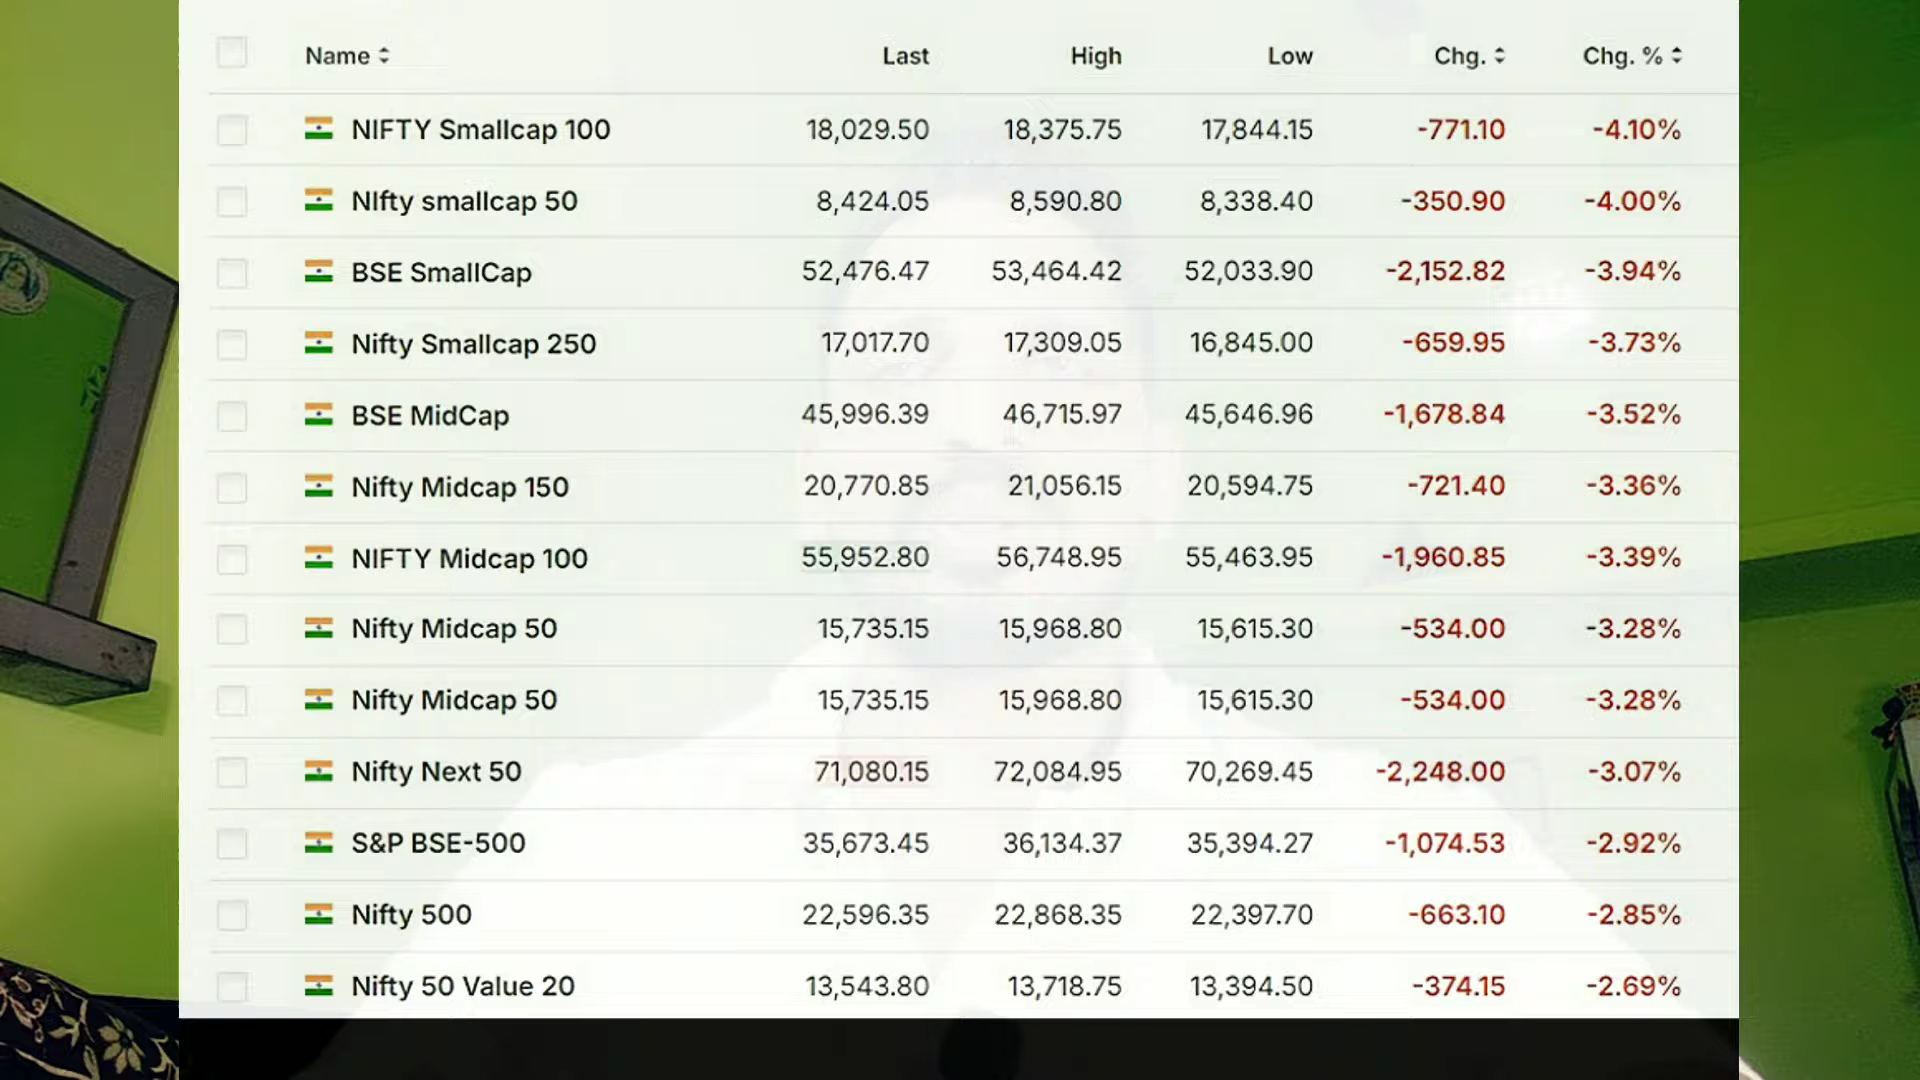 Name Last High Low Chg. Chg. %
NIFTY Smallcap 100 18,029.50 18,375.75 17,844.15 -771.10 -4.10%
NIfty smallcap 50 8,424.05 8,590.80 8,338.40 -350.90 -4.00%
BSE SmallCap 52,476.47 53,464.42 52,033.90 -2,152.82 -3.94%
Nifty Smallcap 250 17,017.70 17,309.05 16,845.00 -659.95 -3.73%
BSE MidCap 45,996.39 46,715.97 45,646.96 -1,678.84 -3.52%
Nifty Midcap 150 20,770.85 21,056.15 20,594.75 -721.40 -3.36%
NIFTY Midcap 100 55,952.80 56,748.95 55,463.95 -1,960.85 -3.39%
Nifty Midcap 50 15,735.15 15,968.80 15,615.30 -534.00 -3.28%
Nifty Midcap 50 15,735.15 15,968.80 15,615.30 -534.00 -3.28%
Nifty Next 50 71,080.15 72,084.95 70,269.45 -2,248.00 -3.07%
S&P BSE-500 35,673.45 36,134.37 35,394.27 -1,074.53 -2.92%
Nifty 500 22,596.35 22,868.35 22,397.70 -663.10 -2.85%
Nifty 50 Value 20 13,543.80 13,718.75 13,394.50 -374.15 -2.69%